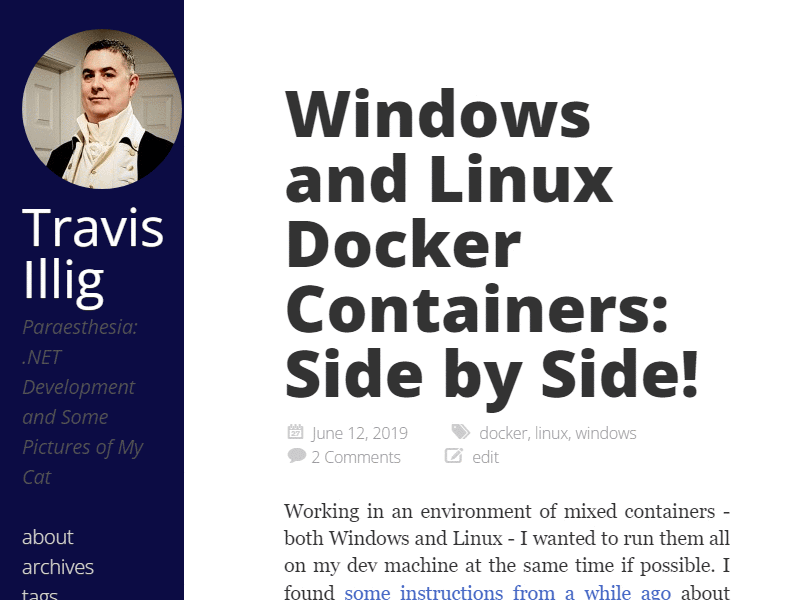 Travis
Illig
Paraesthesia:
.NET
Development
and Some
Pictures of My
Cat
about
archives
tags
Windows
and Linux
Docker
Containers:
Side by Side!
June 12, 2019 docker, linux, windows
2 Comments edit
Working in an environment of mixed containers -
both Windows and Linux - I wanted to run them all
on my dev machine at the same time if possible. I
found some instructions from a while ago about